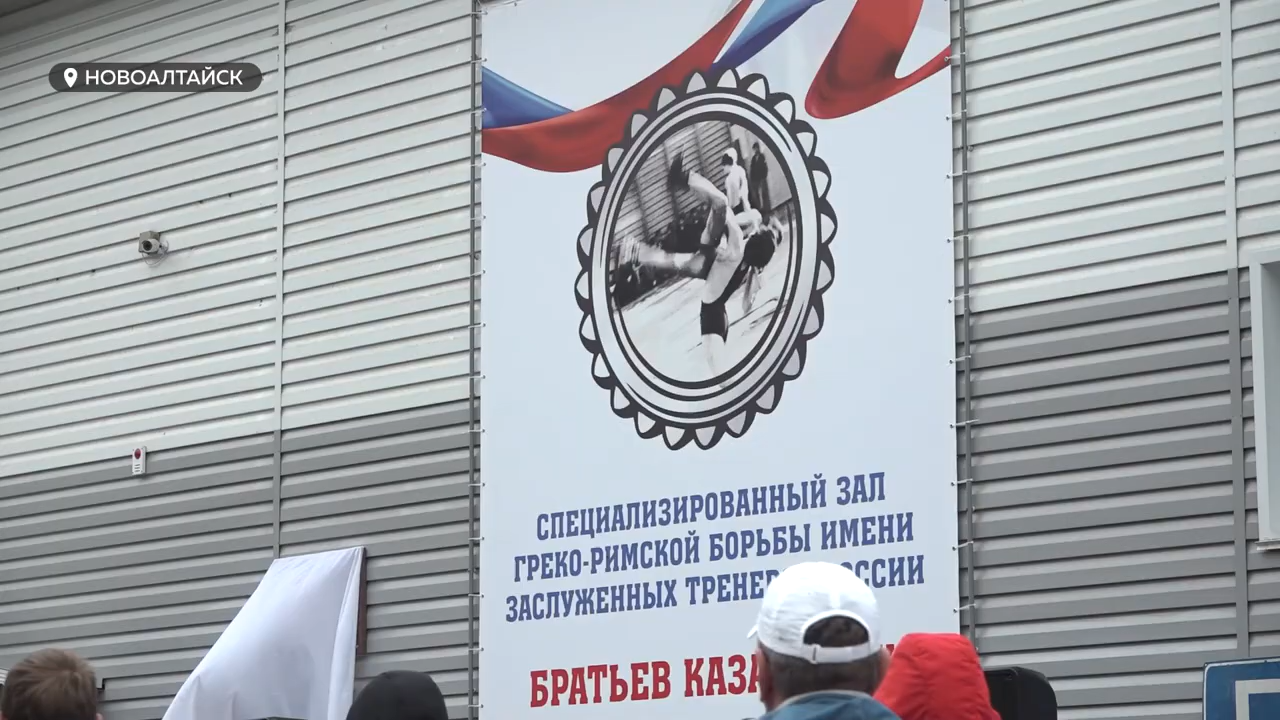 НОВОАЛТАЙСК
СПЕЦИАЛИЗИРОВАННЫЙ ЗАЛ
ГРЕКО-РИМСКОЙ БОРЬБЫ ИМЕНИ
ЗАСЛУЖЕННЫХ
БРАТЬЕВ